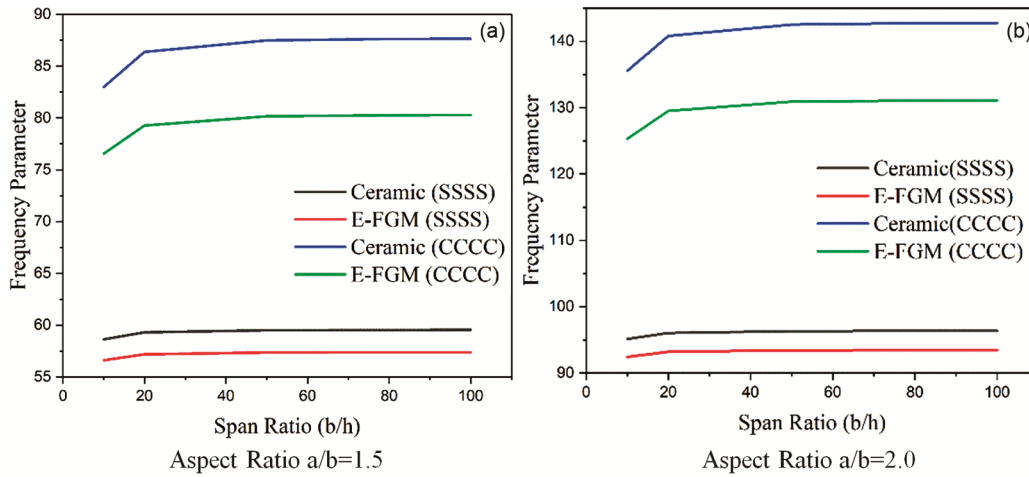 (a)
90
85
80
75
70
65
60
55
Frequency Parameter
Ceramic (SSSS)
E-FGM (SSSS)
Ceramic (CCCC)
E-FGM (CCCC)
0 20 40 60 80 100
Span Ratio (b/h)
Aspect Ratio a/b=1.5
(b)
140
130
120
110
100
90
Frequency Parameter
Ceramic(SSSS)
E-FGM (SSSS)
Ceramic(CCCC)
E-FGM (CCCC)
0 20 40 60 80 100
Span Ratio (b/h)
Aspect Ratio a/b=2.0